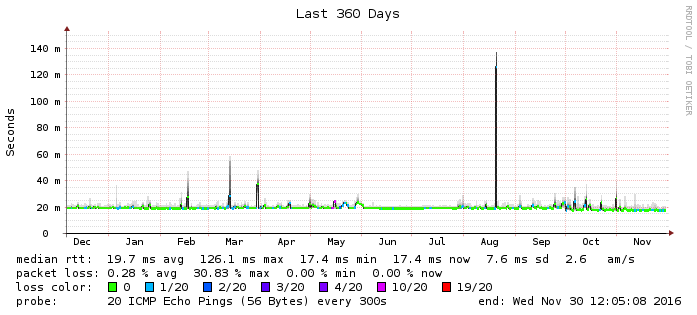 Last 360 Days
RRDTOOL / TOBI OETIKER
Seconds
140 m
120 m
100 m
80 m
60 m
40 m
20 m
0
Dec Jan Feb Mar Apr May Jun Jul Aug Sep Oct Nov
median rtt: 19.7 ms avg 126.1 ms max 17.4 ms min 17.4 ms now 7.6 ms sd 2.6 am/s
packet loss: 0.28 % avg 30.83 % max 0.00 % min 0.00 % now
loss color: 0 1/20 2/20 3/20 4/20 10/20 19/20
probe: 20 ICMP Echo Pings (56 Bytes) every 300s end: Wed Nov 30 12:05:08 2016